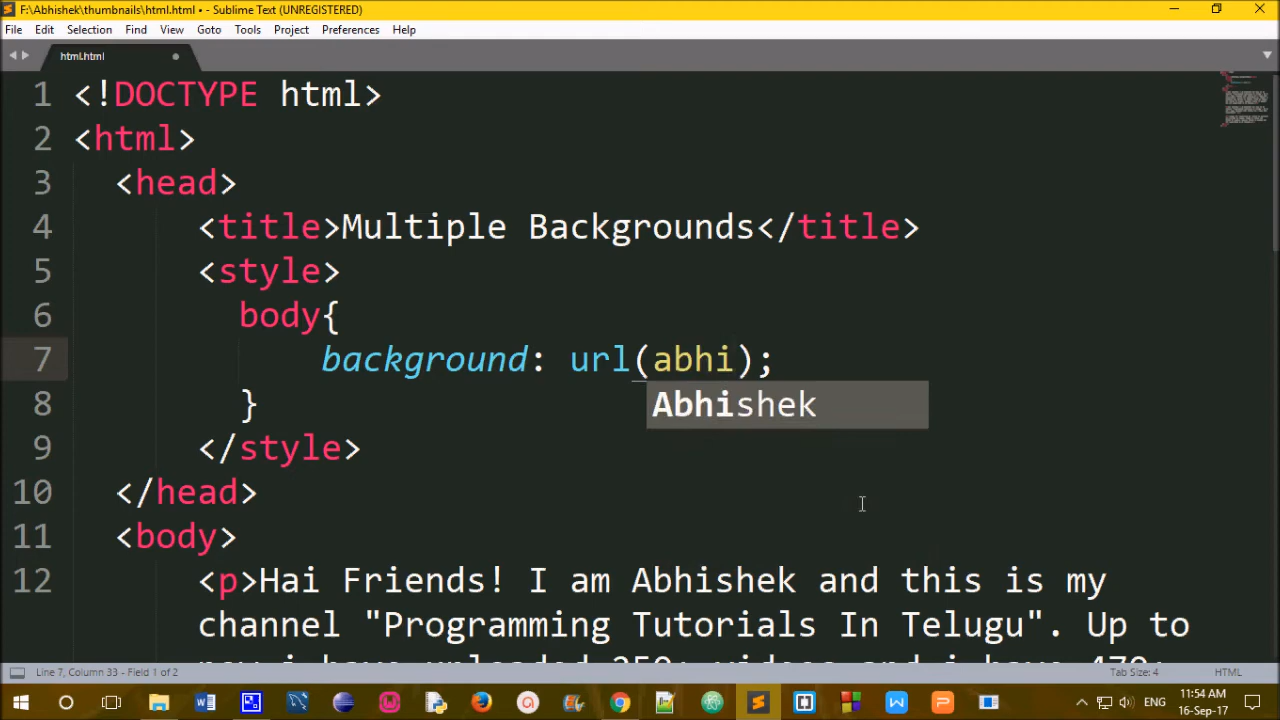 F:\Abhishek\thumbnails\html.html • - Sublime Text (UNREGISTERED)
File Edit Selection Find View Goto Tools Project Preferences Help
html.html
1 <!DOCTYPE html>
2 <html>
3 <head>
4 <title>Multiple Backgrounds</title>
5 <style>
6 body{
7 background: url(abhi);
Abhishek
8 }
9 </style>
10 </head>
11 <body>
12 <p>Hai Friends! I am Abhishek and this is my
channel "Programming Tutorials In Telugu". Up to
Line 7, Column 33 - Field 1 of 2 Tab Size: 4 HTML
ENG 11:54 AM
16-Sep-17